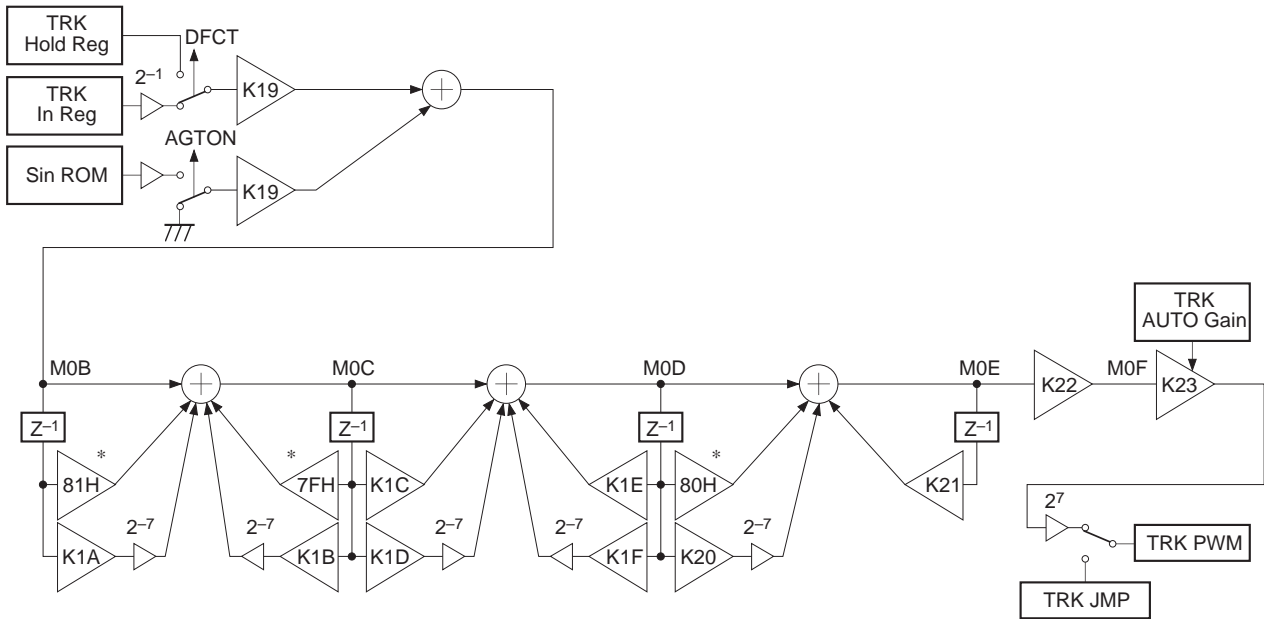 TRK
Hold Reg
DFCT
2⁻¹
K19
TRK
In Reg
AGTON
Sin ROM
K19
TRK
AUTO Gain
M0B
M0C
M0D
M0E
K22
M0F
K23
Z⁻¹
Z⁻¹
Z⁻¹
Z⁻¹
*
*
*
81H
7FH
K1C
K1E
80H
K21
2⁻⁷
2⁻⁷
2⁻⁷
2⁻⁷
2⁻⁷
K1A
K1B
K1D
K1F
K20
2⁷
TRK PWM
TRK JMP